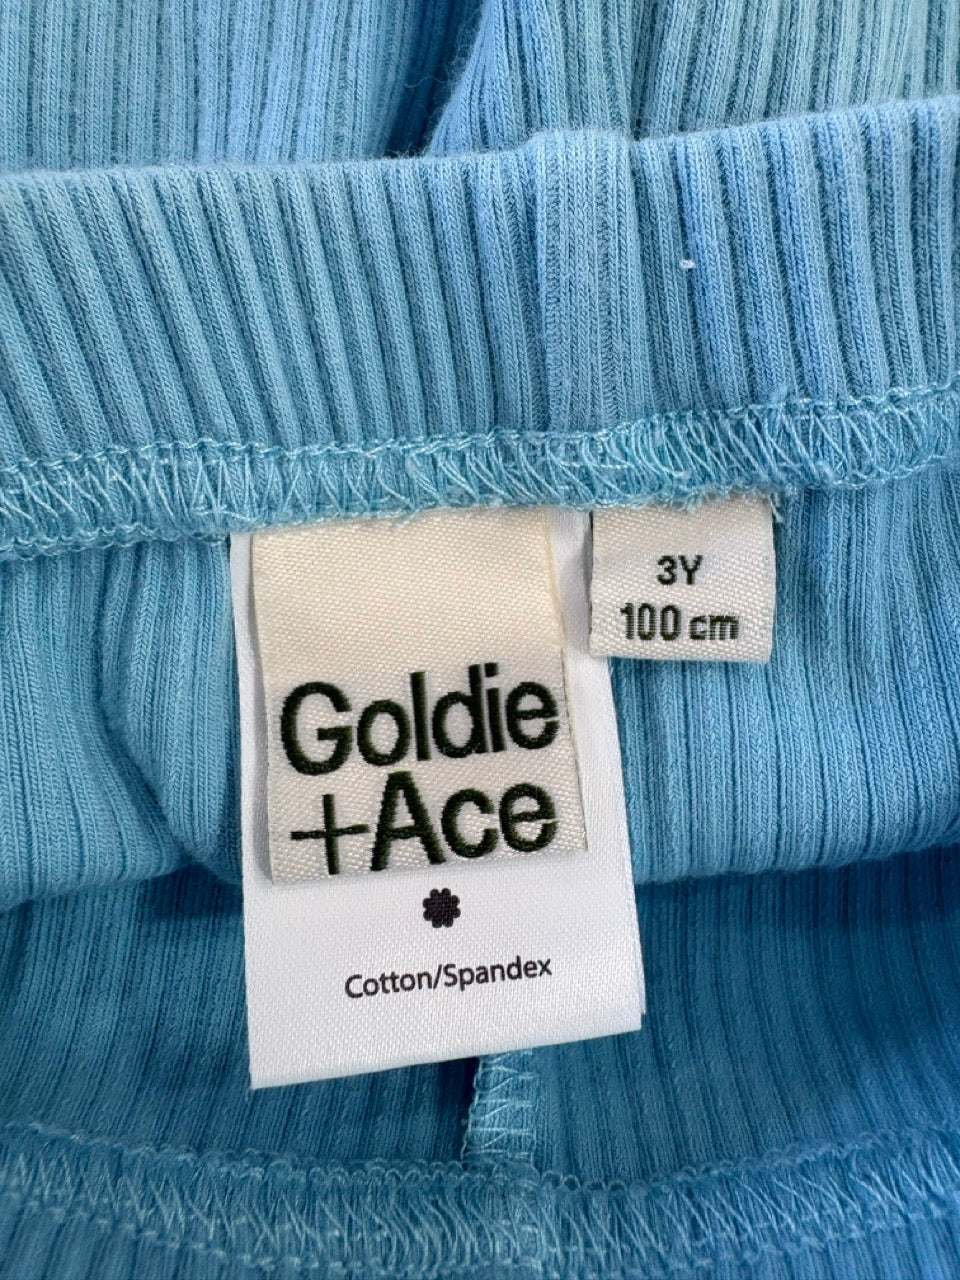 3Y
100 cm
Goldie
+Ace
Cotton/Spandex